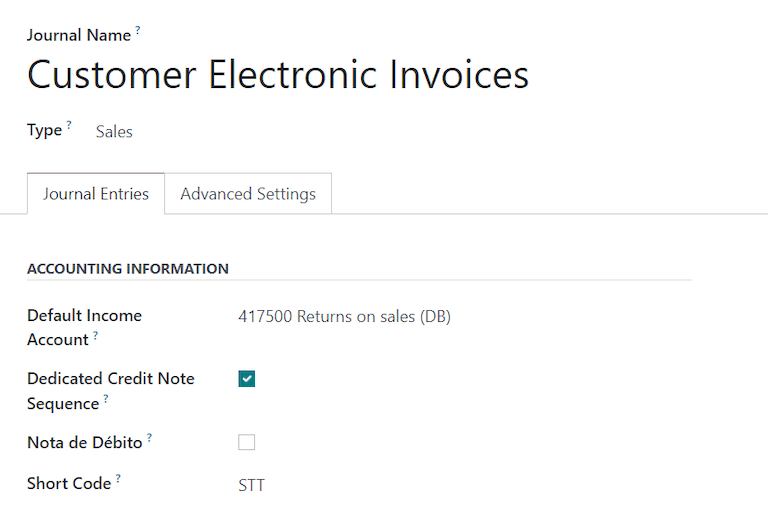 Journal Name ?
Customer Electronic Invoices
Type ? Sales
Journal Entries Advanced Settings
ACCOUNTING INFORMATION
Default Income
Account ? 417500 Returns on sales (DB)
Dedicated Credit Note
Sequence ?
Nota de Débito ?
Short Code ? STT